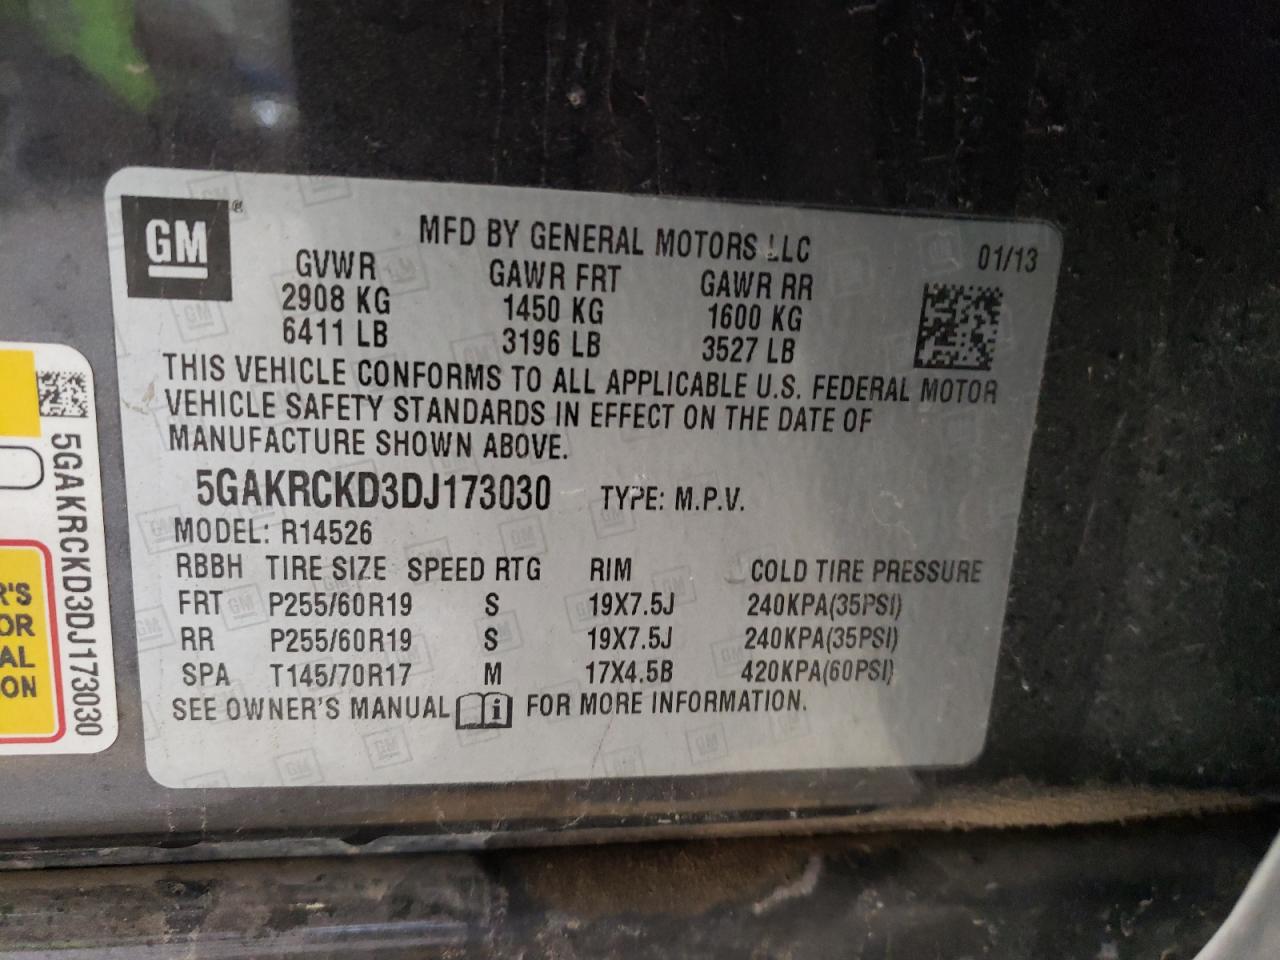 GM
MFD BY GENERAL MOTORS LLC
01/13
GVWR GAWR FRT GAWR RR
2908 KG 1450 KG 1600 KG
6411 LB 3196 LB 3527 LB
THIS VEHICLE CONFORMS TO ALL APPLICABLE U.S. FEDERAL MOTOR
VEHICLE SAFETY STANDARDS IN EFFECT ON THE DATE OF
MANUFACTURE SHOWN ABOVE.
5GAKRCKD3DJ173030 TYPE: M.P.V.
MODEL: R14526
RBBH TIRE SIZE SPEED RTG RIM COLD TIRE PRESSURE
FRT P255/60R19 S 19X7.5J 240KPA(35PSI)
RR P255/60R19 S 19X7.5J 240KPA(35PSI)
SPA T145/70R17 M 17X4.5B 420KPA(60PSI)
SEE OWNER'S MANUAL i FOR MORE INFORMATION.
5GAKRCKD3DJ173030
R'S
OR
AL
ON